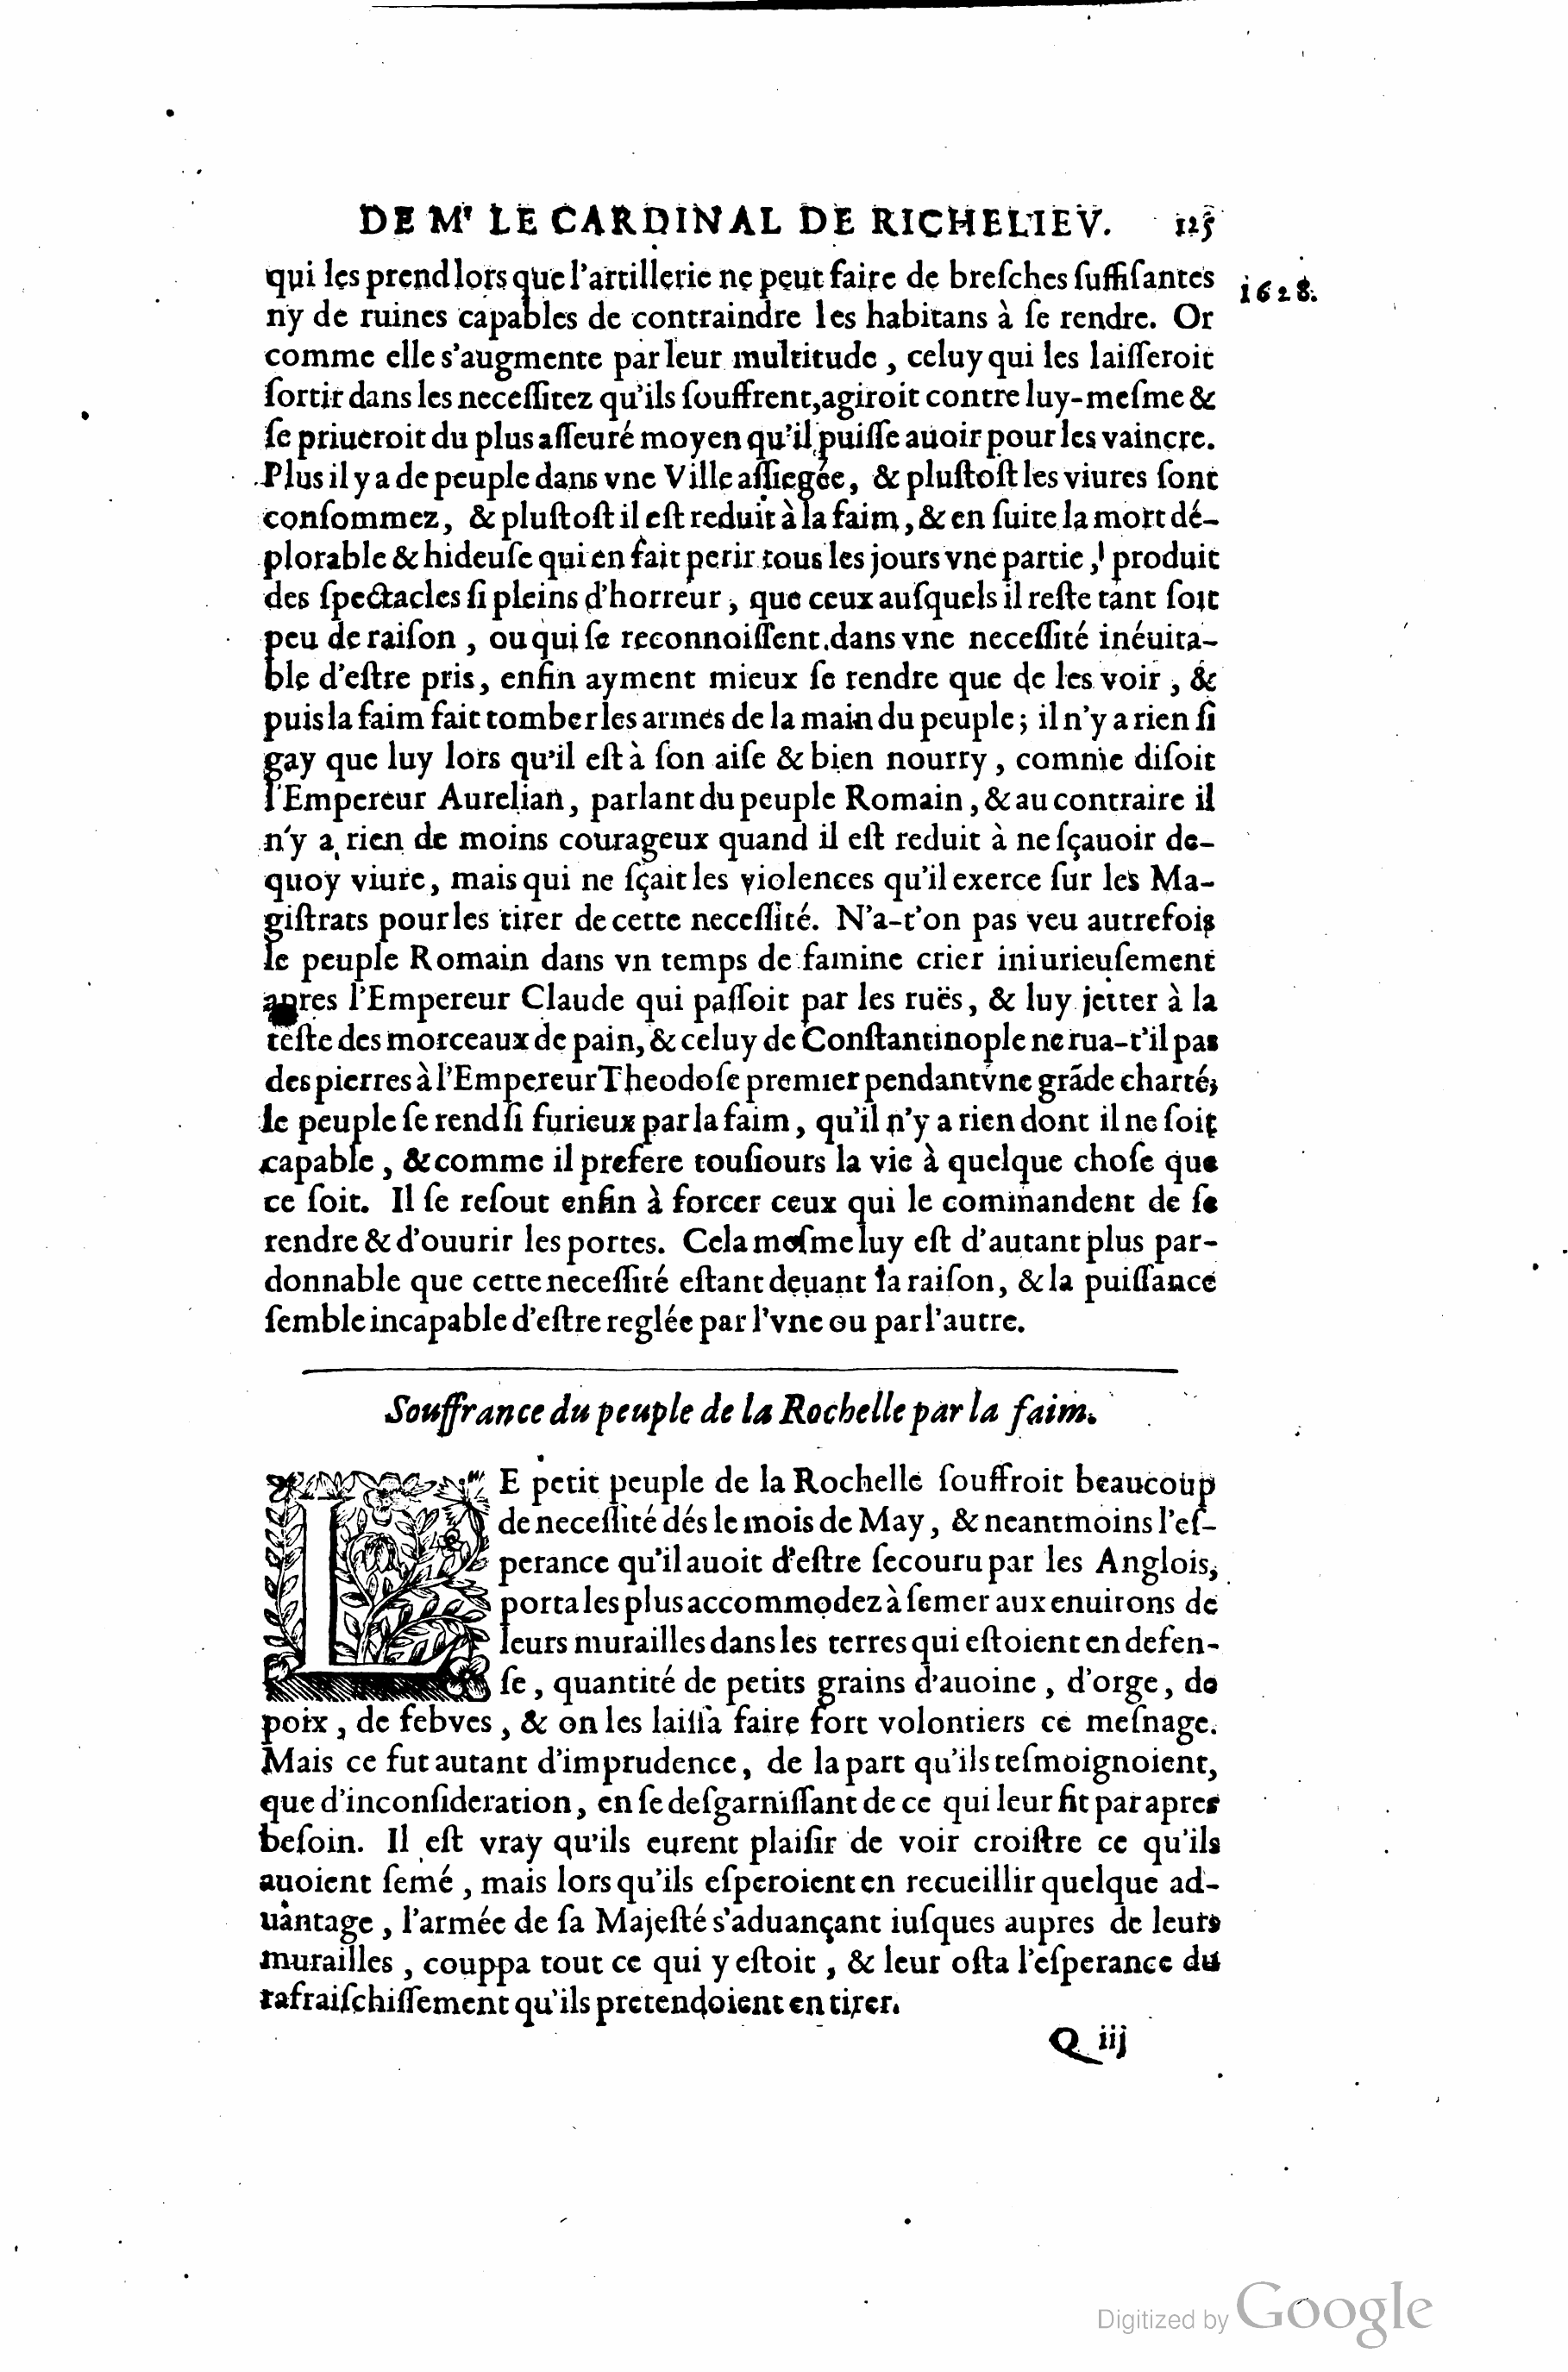 DE Mr LE CARDINAL DE RICHELIEV. 125
qui les prend lors que l'artillerie ne peut faire de breſches ſuffiſantes
1628.
ny de ruines capables de contraindre les habitans à ſe rendre. Or
comme elle s'augmente par leur multitude, celuy qui les laiſſeroit
ſortir dans les neceſſitez qu'ils ſouffrent, agiroit contre luy-meſme &
ſe priueroit du plus aſſeuré moyen qu'il puiſſe auoir pour les vaincre.
Plus il y a de peuple dans vne Ville aſſiegée, & pluſtoſt les viures ſont
conſommez, & pluſtoſt il eſt reduit à la faim, & en ſuite la mort dé-
plorable & hideuſe qui en fait perir tous les jours vne partie, produit
des ſpectacles ſi pleins d'horreur, que ceux auſquels il reſte tant ſoit
peu de raiſon, ou qui ſe reconnoiſſent dans vne neceſſité inéuita-
ble d'eſtre pris, enfin ayment mieux ſe rendre que de les voir, &
puis la faim fait tomber les armes de la main du peuple; il n'y a rien ſi
gay que luy lors qu'il eſt à ſon aiſe & bien nourry, comme diſoit
l'Empereur Aurelian, parlant du peuple Romain, & au contraire il
n'y a rien de moins courageux quand il eſt reduit à ne ſçauoir de-
quoy viure, mais qui ne ſçait les violences qu'il exerce ſur les Ma-
giſtrats pour les tirer de cette neceſſité. N'a-t'on pas veu autrefois
le peuple Romain dans vn temps de famine crier iniurieuſement
apres l'Empereur Claude qui paſſoit par les ruës, & luy jetter à la
teſte des morceaux de pain, & celuy de Conſtantinople ne rua-t'il pas
des pierres à l'Empereur Theodoſe premier pendant vne grãde charté;
le peuple ſe rend ſi furieux par la faim, qu'il n'y a rien dont il ne ſoit
capable, & comme il prefere touſiours la vie à quelque choſe que
ce ſoit. Il ſe reſout enfin à forcer ceux qui le commandent de ſe
rendre & d'ouurir les portes. Cela meſme luy eſt d'autant plus par-
donnable que cette neceſſité eſtant deuant la raiſon, & la puiſſance
ſemble incapable d'eſtre reglée par l'vne ou par l'autre.
Souffrance du peuple de la Rochelle par la faim.
LE petit peuple de la Rochelle ſouffroit beaucoup
de neceſſité dés le mois de May, & neantmoins l'eſ-
perance qu'il auoit d'eſtre ſecouru par les Anglois,
porta les plus accommodez à ſemer aux enuirons de
leurs murailles dans les terres qui eſtoient en defen-
ſe, quantité de petits grains d'auoine, d'orge, de
poix, de febves, & on les laiſſa faire fort volontiers ce meſnage.
Mais ce fut autant d'imprudence, de la part qu'ils teſmoignoient,
que d'inconſideration, en ſe deſgarniſſant de ce qui leur fit par apres
beſoin. Il eſt vray qu'ils eurent plaiſir de voir croiſtre ce qu'ils
auoient ſemé, mais lors qu'ils eſperoient en recueillir quelque ad-
uantage, l'armée de ſa Majeſté s'aduançant iuſques aupres de leurs
murailles, couppa tout ce qui y eſtoit, & leur oſta l'eſperance du
rafraiſchiſſement qu'ils pretendoient en tirer.
Q iij
Digitized by Google